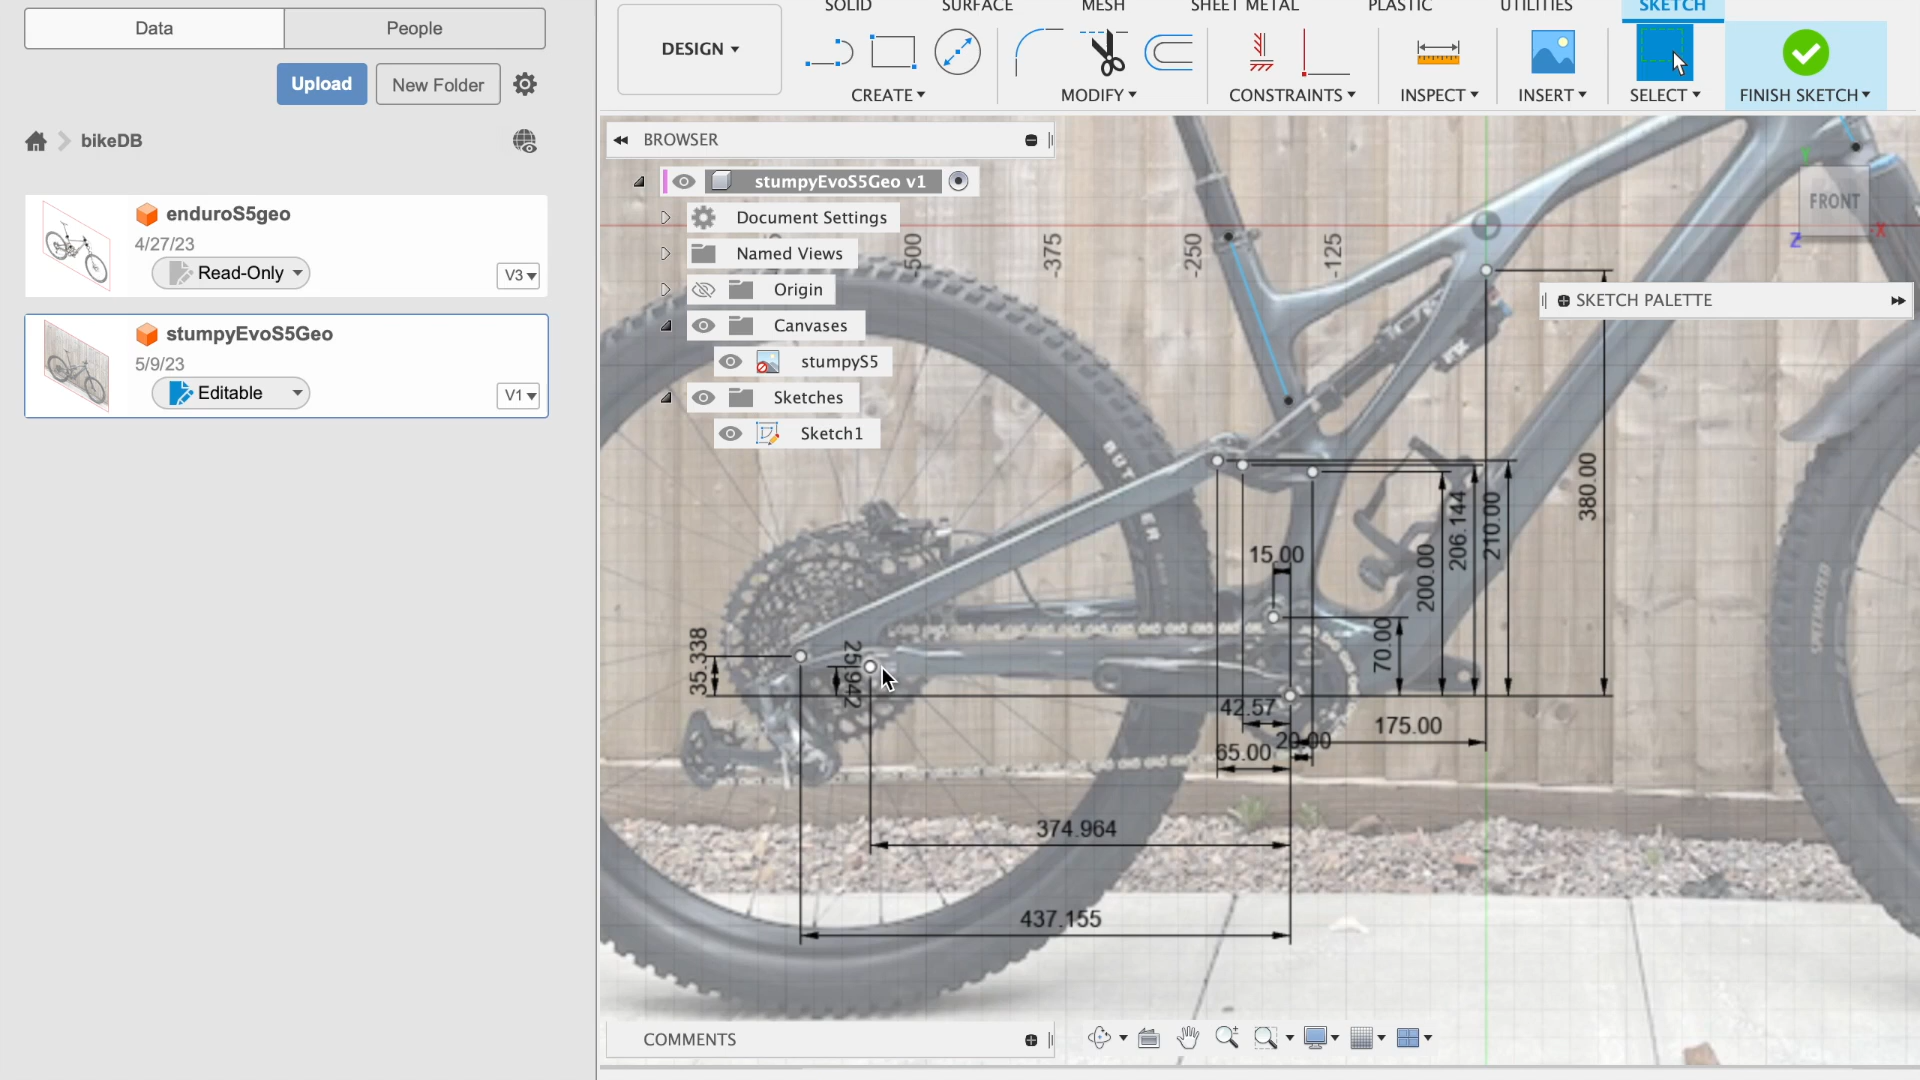 Data
People
Upload
New Folder
bikeDB
enduroS5geo
4/27/23
Read-Only
V3
stumpyEvoS5Geo
5/9/23
Editable
V1
SOLID
SURFACE
MESH
SHEET METAL
PLASTIC
UTILITIES
SKETCH
DESIGN
CREATE
MODIFY
CONSTRAINTS
INSPECT
INSERT
SELECT
FINISH SKETCH
BROWSER
stumpyEvoS5Geo v1
Document Settings
Named Views
Origin
Canvases
stumpyS5
Sketches
Sketch1
FRONT
Y
X
Z
SKETCH PALETTE
-500
-375
-250
-125
BUTCHER
SPECIALIZED
FOX
15.00
200.00
206.144
210.00
380.00
70.00
35.338
25.942
42.57
65.00
20.00
175.00
374.964
437.155
COMMENTS